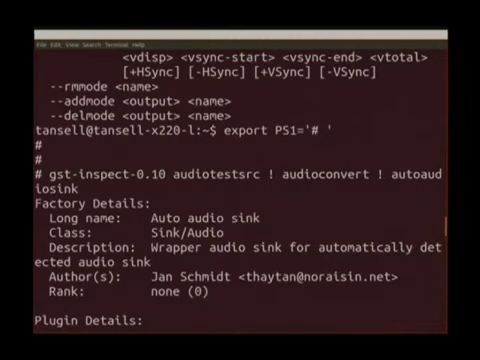 File Edit View Search Terminal Help
<vdisp> <vsync-start> <vsync-end> <vtotal>
[+HSync] [-HSync] [+VSync] [-VSync]
--rmmode <name>
--addmode <output> <name>
--delmode <output> <name>
tansell@tansell-x220-l:~$ export PS1='# '
#
#
# gst-inspect-0.10 audiotestsrc ! audioconvert ! autoaud
iosink
Factory Details:
Long name: Auto audio sink
Class: Sink/Audio
Description: Wrapper audio sink for automatically det
ected audio sink
Author(s): Jan Schmidt <thaytan@noraisin.net>
Rank: none (0)
Plugin Details: